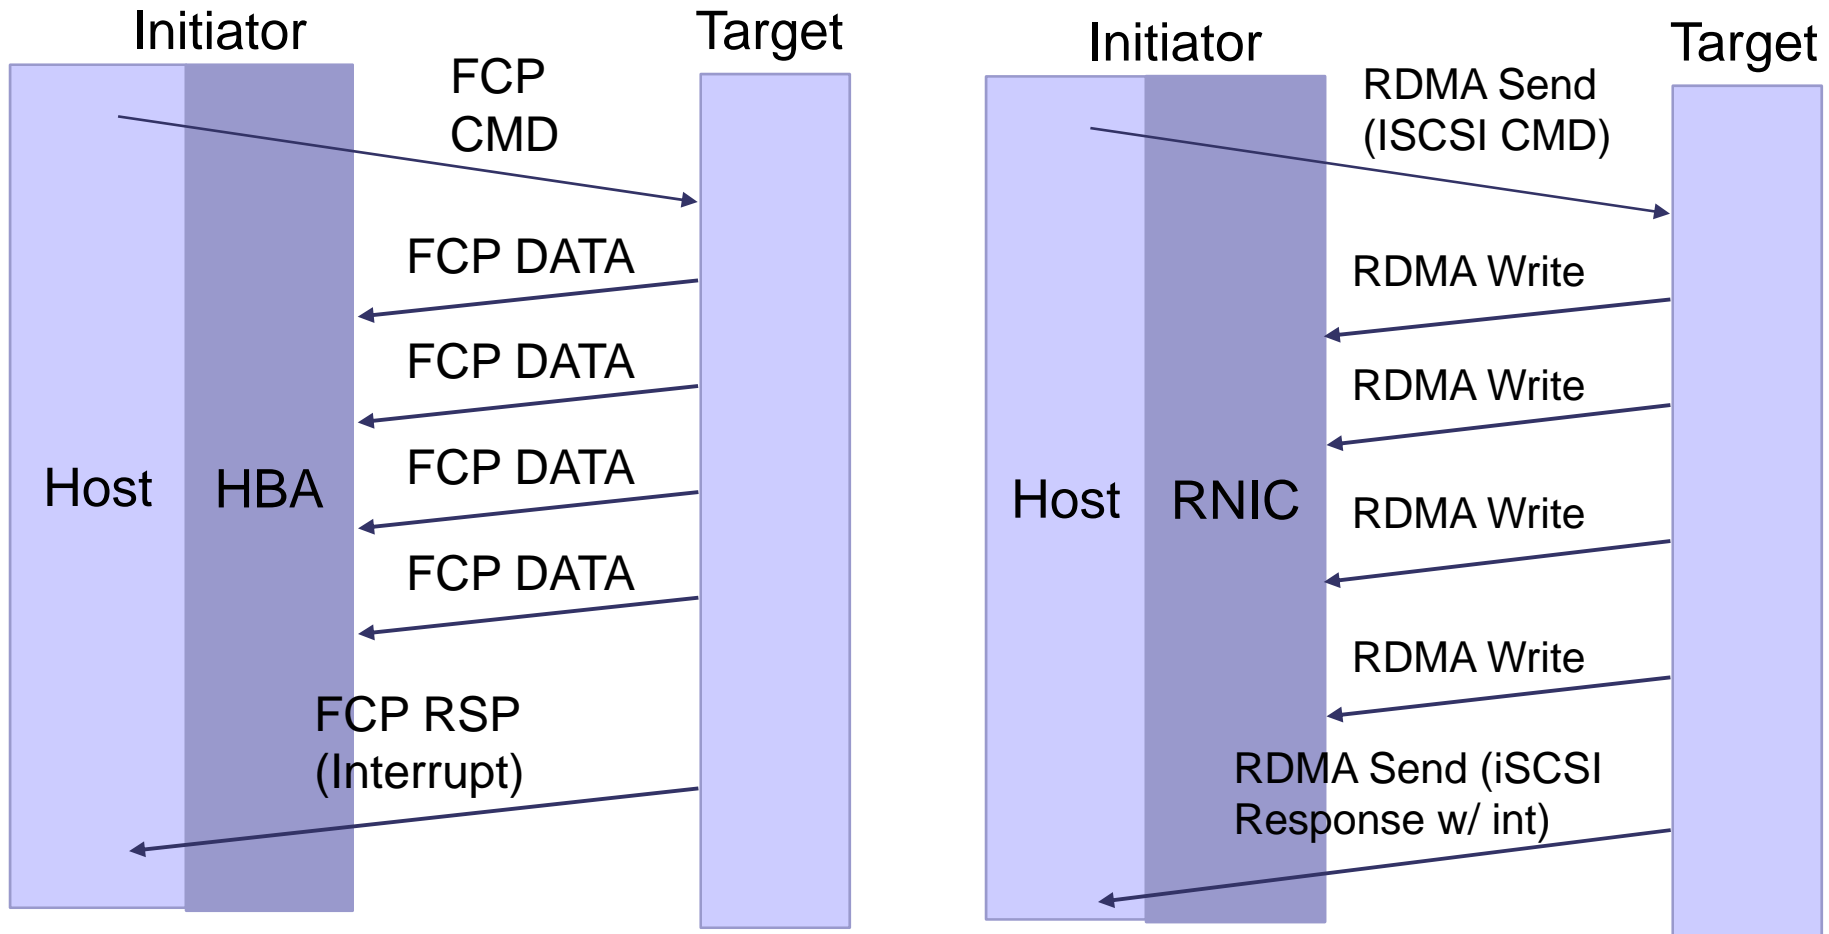 Initiator
Target
FCP
CMD
FCP DATA
FCP DATA
FCP DATA
FCP DATA
Host
HBA
FCP RSP
(Interrupt)
Initiator
Target
RDMA Send
(ISCSI CMD)
RDMA Write
RDMA Write
RDMA Write
RDMA Write
Host
RNIC
RDMA Send (iSCSI
Response w/ int)